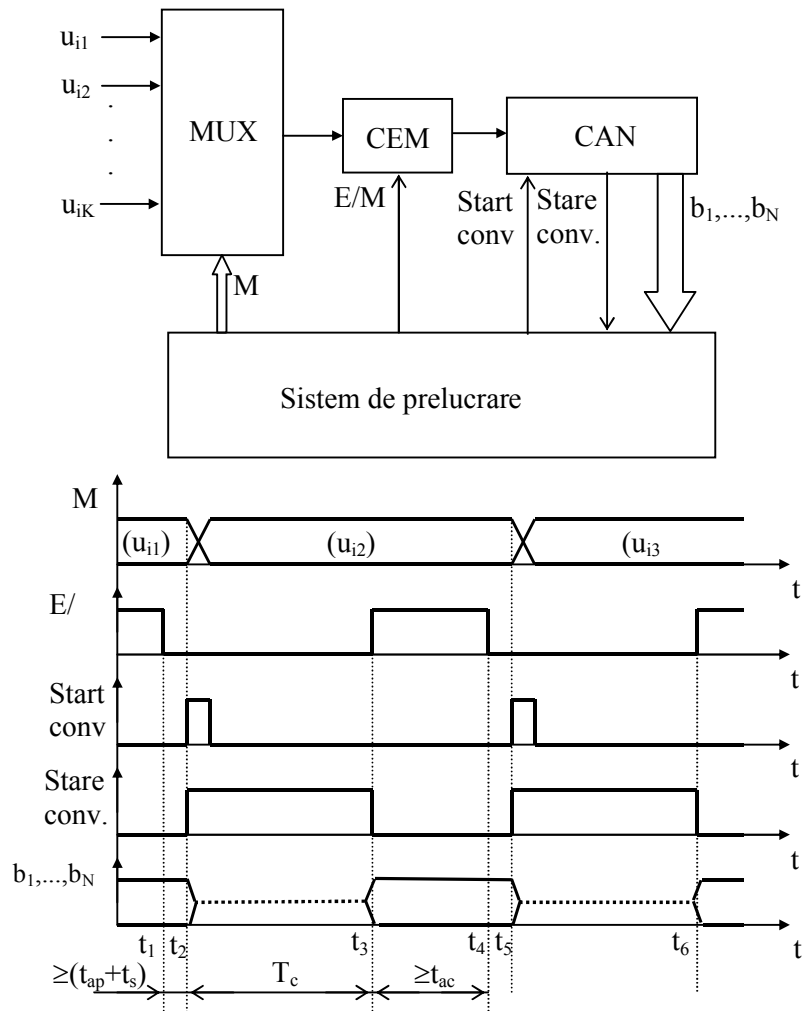 u_i1
u_i2
.
.
.
u_iK
MUX
CEM
CAN
E/M
Start
conv
Stare
conv.
b_1,...,b_N
M
Sistem de prelucrare
M
(u_i1)
(u_i2)
(u_i3
t
E/
t
Start
conv
t
Stare
conv.
t
b_1,...,b_N
t_1
t_2
t_3
t_4
t_5
t_6
t
≥(t_ap+t_s)
T_c
≥t_ac